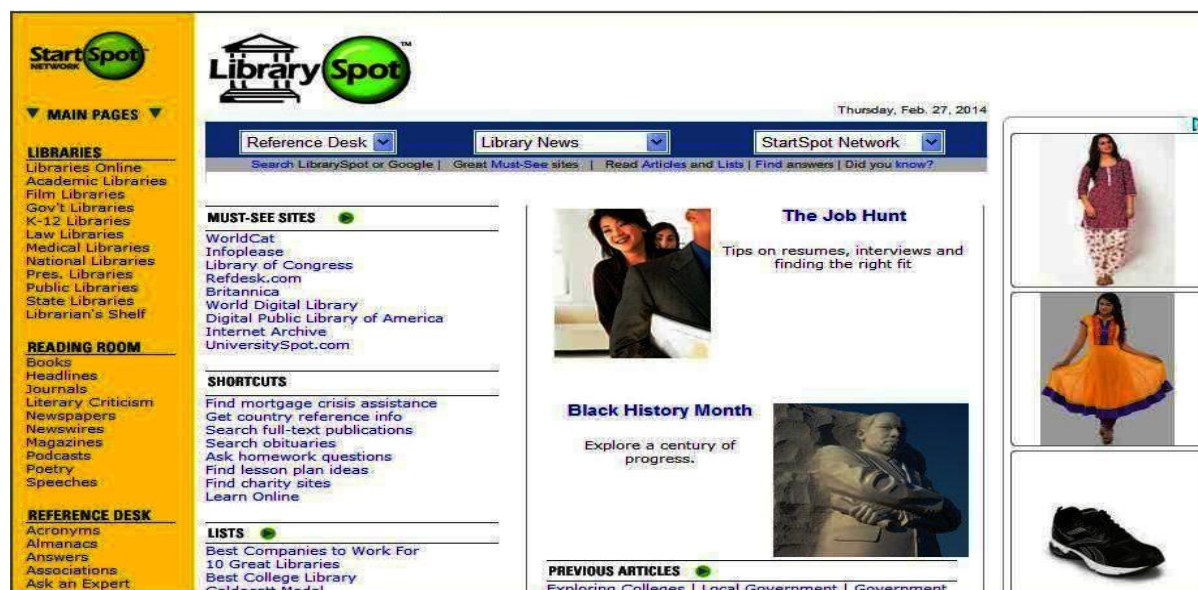 StartSpot
NETWORK
MAIN PAGES
LIBRARIES
Libraries Online
Academic Libraries
Film Libraries
Gov't Libraries
K-12 Libraries
Law Libraries
Medical Libraries
National Libraries
Pres. Libraries
Public Libraries
State Libraries
Librarian's Shelf
READING ROOM
Books
Headlines
Journals
Literary Criticism
Newspapers
Newswires
Magazines
Podcasts
Poetry
Speeches
REFERENCE DESK
Acronyms
Almanacs
Answers
Associations
Ask an Expert
LibrarySpot™
Thursday, Feb. 27, 2014
Reference Desk Library News StartSpot Network
Search LibrarySpot or Google | Great Must-See sites | Read Articles and Lists | Find answers | Did you know?
MUST-SEE SITES
WorldCat
Infoplease
Library of Congress
Refdesk.com
Britannica
World Digital Library
Digital Public Library of America
Internet Archive
UniversitySpot.com
SHORTCUTS
Find mortgage crisis assistance
Get country reference info
Search full-text publications
Search obituaries
Ask homework questions
Find lesson plan ideas
Find charity sites
Learn Online
LISTS
Best Companies to Work For
10 Great Libraries
Best College Library
The Job Hunt
Tips on resumes, interviews and
finding the right fit
Black History Month
Explore a century of
progress.
PREVIOUS ARTICLES
Exploring Colleges | Local Government | Government